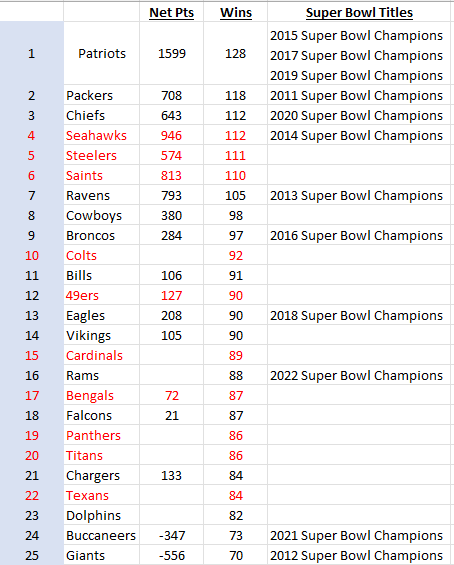 Net Pts Wins Super Bowl Titles
2015 Super Bowl Champions
1 Patriots 1599 128 2017 Super Bowl Champions
2019 Super Bowl Champions
2 Packers 708 118 2011 Super Bowl Champions
3 Chiefs 643 112 2020 Super Bowl Champions
4 Seahawks 946 112 2014 Super Bowl Champions
5 Steelers 574 111
6 Saints 813 110
7 Ravens 793 105 2013 Super Bowl Champions
8 Cowboys 380 98
9 Broncos 284 97 2016 Super Bowl Champions
10 Colts 92
11 Bills 106 91
12 49ers 127 90
13 Eagles 208 90 2018 Super Bowl Champions
14 Vikings 105 90
15 Cardinals 89
16 Rams 88 2022 Super Bowl Champions
17 Bengals 72 87
18 Falcons 21 87
19 Panthers 86
20 Titans 86
21 Chargers 133 84
22 Texans 84
23 Dolphins 82
24 Buccaneers -347 73 2021 Super Bowl Champions
25 Giants -556 70 2012 Super Bowl Champions